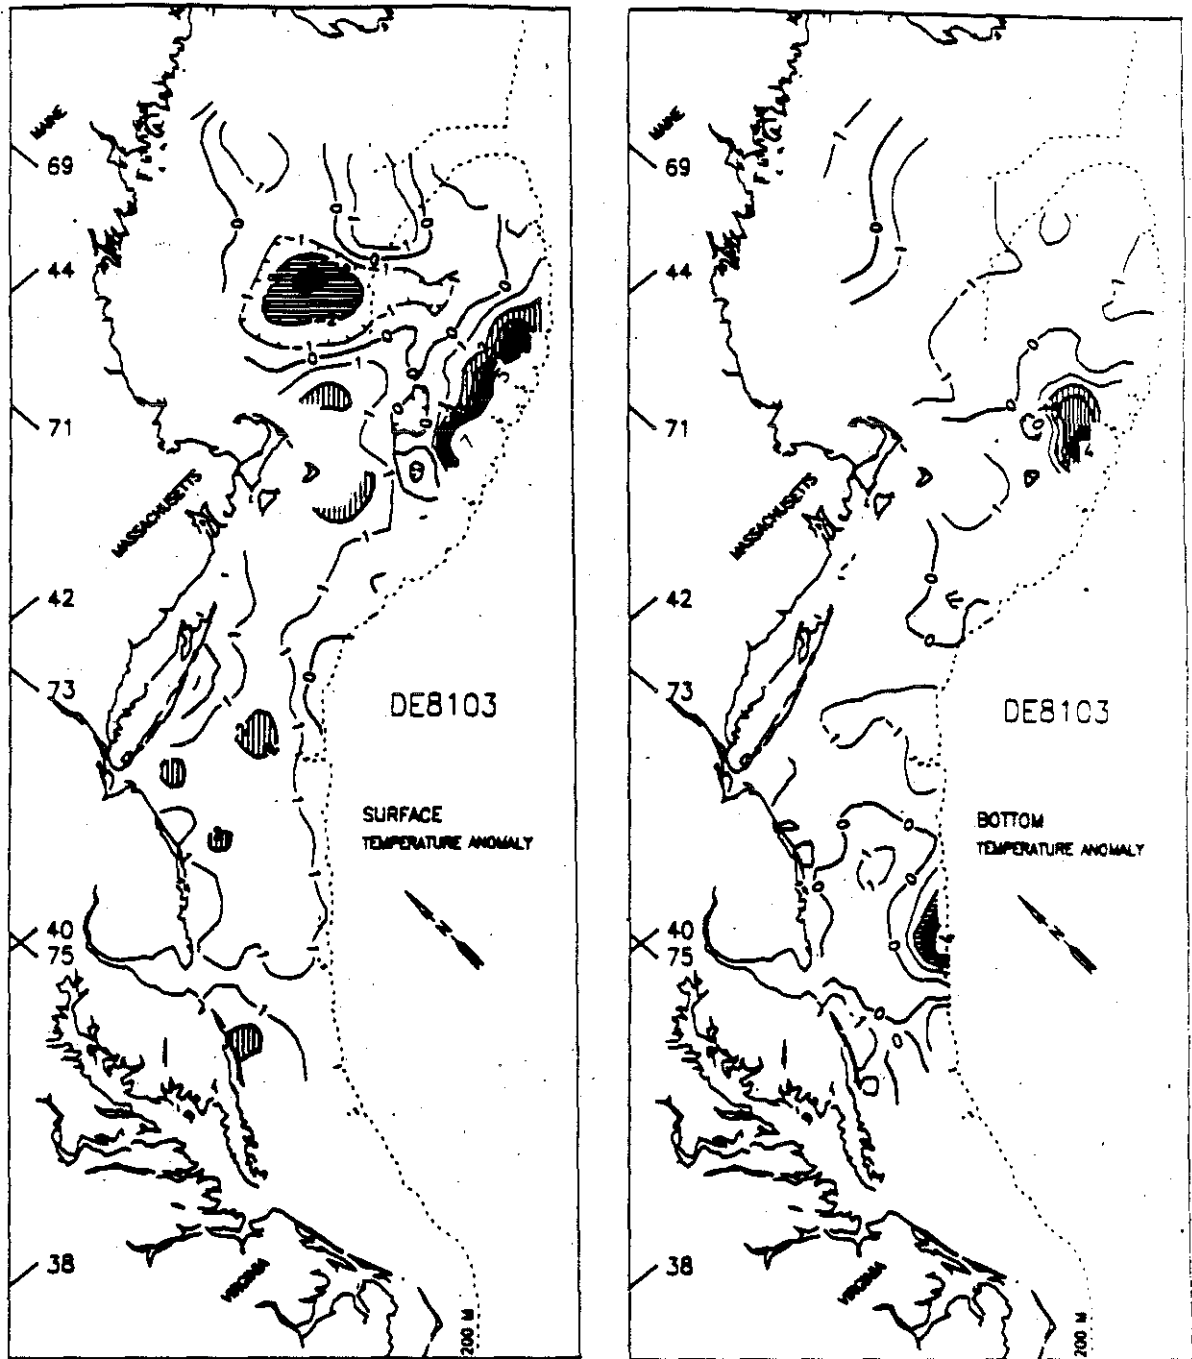 MAINE
69
44
71
MASSACHUSETTS
42
73
DE8103
SURFACE
TEMPERATURE ANOMALY
N
40
75
38
VIRGINIA
200 M
MAINE
69
44
71
MASSACHUSETTS
42
73
DE8103
BOTTOM
TEMPERATURE ANOMALY
N
40
75
38
VIRGINIA
200 M